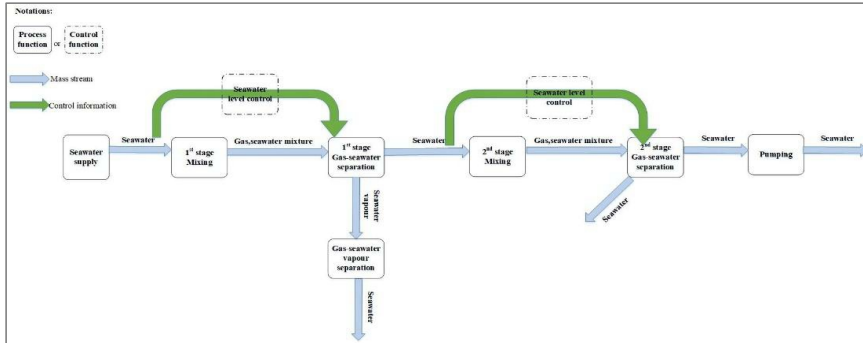 Notations:
Process
function
or
Control
function
Mass stream
Control information
Seawater
level control
Seawater level
control
Seawater
supply
Seawater
1st stage
Mixing
Gas,seawater mixture
1st stage
Gas-seawater
separation
Seawater
2nd stage
Mixing
Gas,seawater mixture
2nd stage
Gas-seawater
separation
Seawater
Pumping
Seawater
Seawater
vapour
Seawater
Gas-seawater
vapour
separation
Seawater